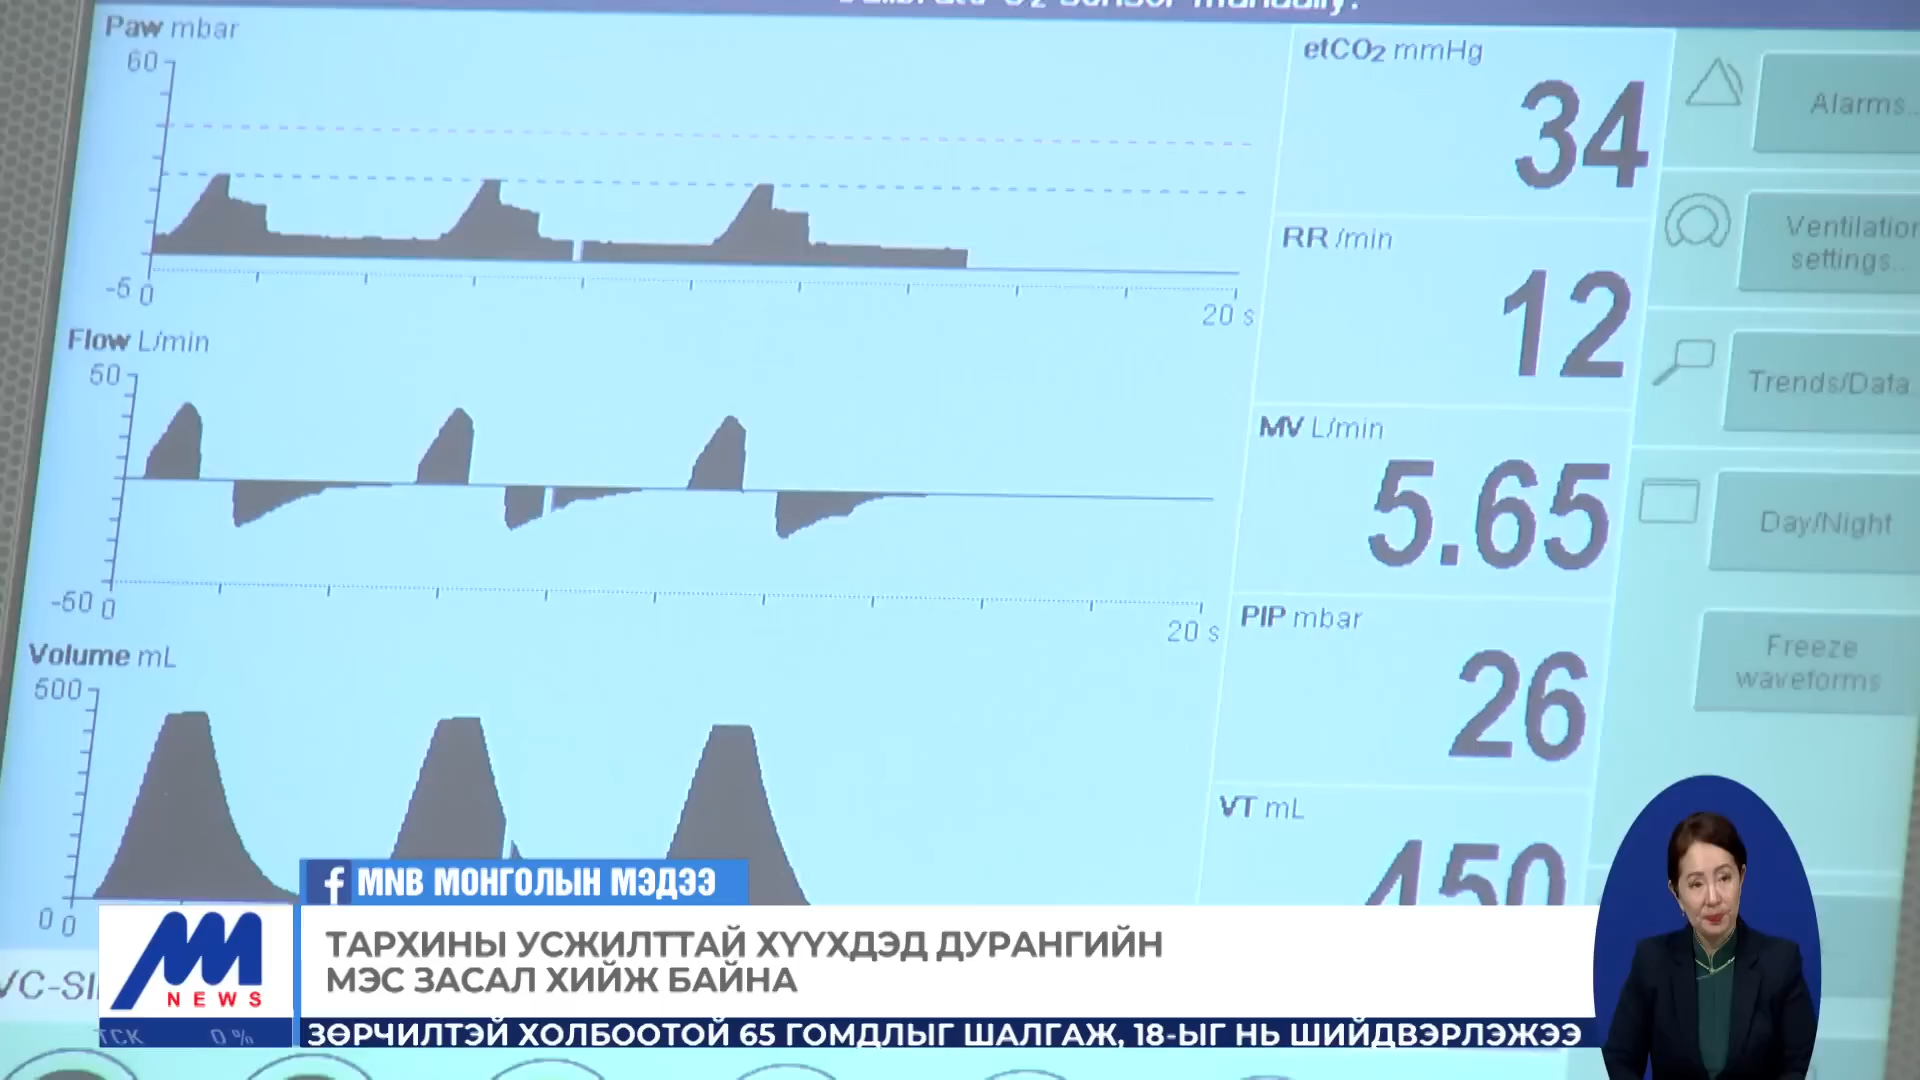 Paw mbar
60
-5
0
20 s
Flow L/min
50
-50
0
20 s
Volume mL
500
0
0
etCO2 mmHg
34
RR /min
12
MV L/min
5.65
PIP mbar
26
VT mL
450
Alarms...
Ventilation
settings...
Trends/Data
Day/Night
Freeze
waveforms
MNB МОНГОЛЫН МЭДЭЭ
ТАРХИНЫ УСЖИЛТТАЙ ХҮҮХДЭД ДУРАНГИЙН
МЭС ЗАСАЛ ХИЙЖ БАЙНА
NEWS
ЗӨРЧИЛТЭЙ ХОЛБООТОЙ 65 ГОМДЛЫГ ШАЛГАЖ, 18-ЫГ НЬ ШИЙДВЭРЛЭЖЭЭ
0 %